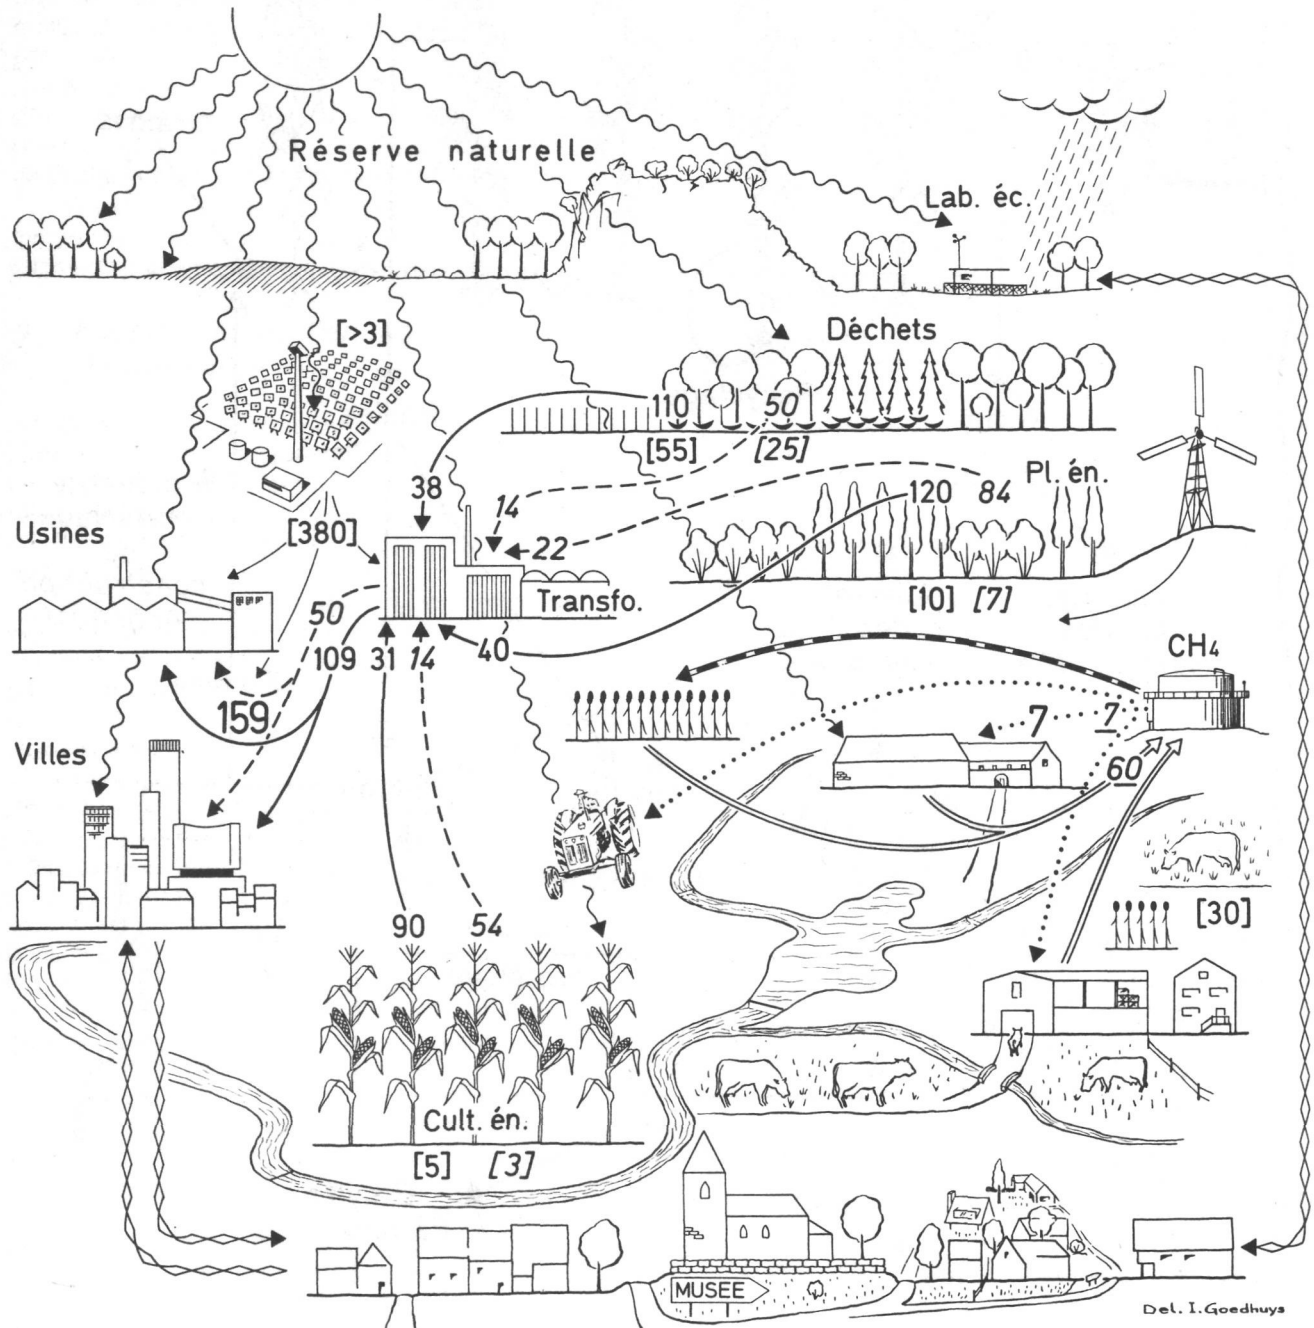 Réserve naturelle
Lab. éc.
[>3]
Déchets
110
50
[55]
[25]
38
14
Pl. én.
120
84
Usines
[380]
22
[10]
[7]
Transfo.
50
109
31
14
40
CH4
159
7
7
Villes
60
[30]
90
54
Cult. én.
[5]
[3]
MUSEE
Del. I. Goedhuys